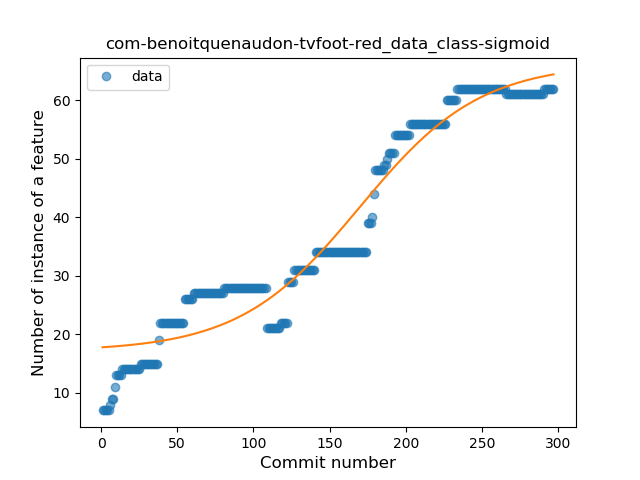 com-benoitquenaudon-tvfoot-red_data_class-sigmoid
data
Number of instance of a feature
60
50
40
30
20
10
0 50 100 150 200 250 300
Commit number